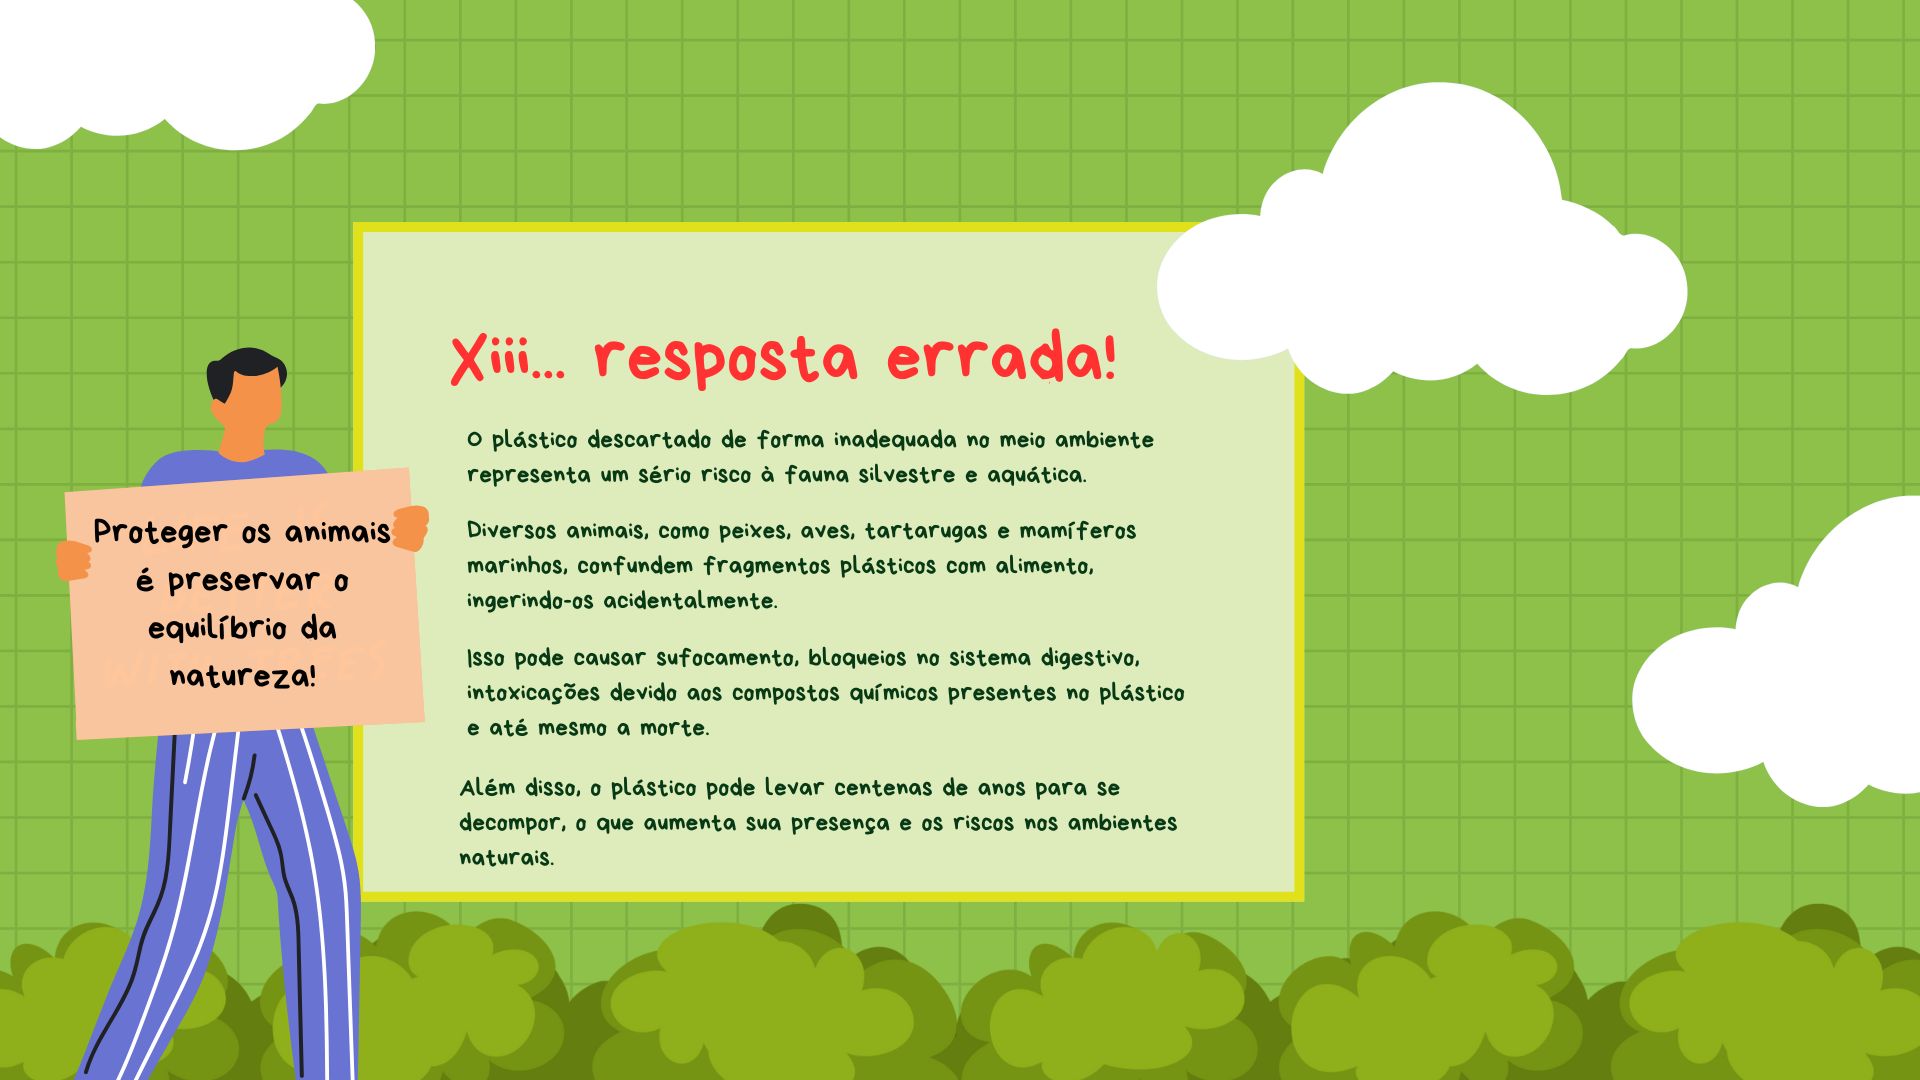 Xiii... resposta errada!
O plástico descartado de forma inadequada no meio ambiente
representa um sério risco à fauna silvestre e aquática.
Diversos animais, como peixes, aves, tartarugas e mamíferos
marinhos, confundem fragmentos plásticos com alimento,
ingerindo-os acidentalmente.
Isso pode causar sufocamento, bloqueios no sistema digestivo,
intoxicações devido aos compostos químicos presentes no plástico
e até mesmo a morte.
Além disso, o plástico pode levar centenas de anos para se
decompor, o que aumenta sua presença e os riscos nos ambientes
naturais.
Proteger os animais
é preservar o
equilíbrio da
natureza!